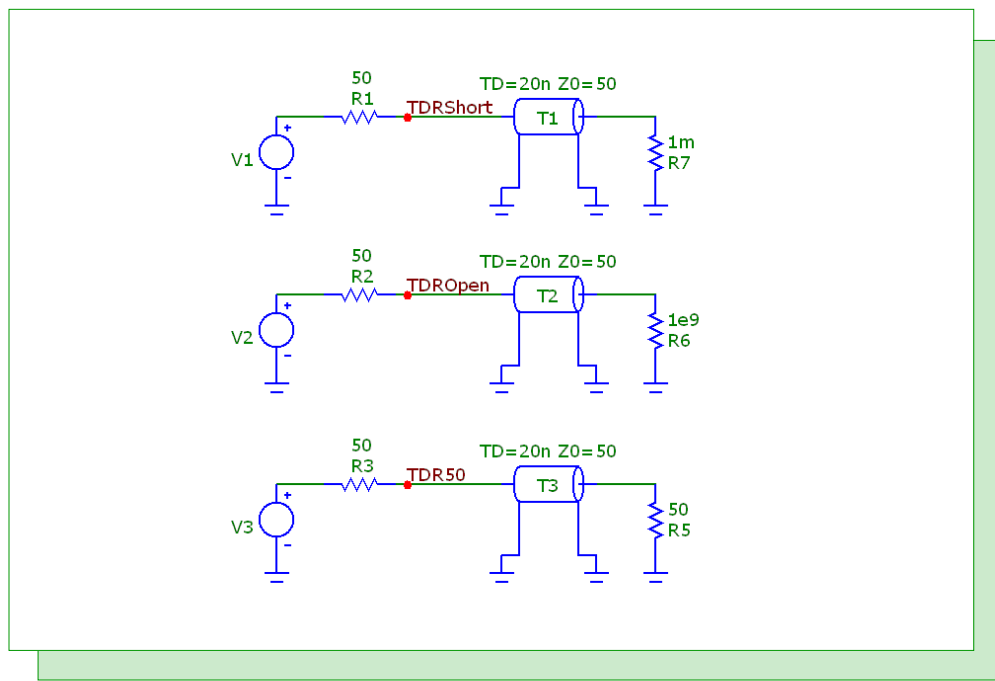 50
R1
TDRShort
TD=20n Z0=50
T1
V1
+
-
1m
R7
50
R2
TDROpen
TD=20n Z0=50
T2
V2
+
-
1e9
R6
50
R3
TDR50
TD=20n Z0=50
T3
V3
+
-
50
R5